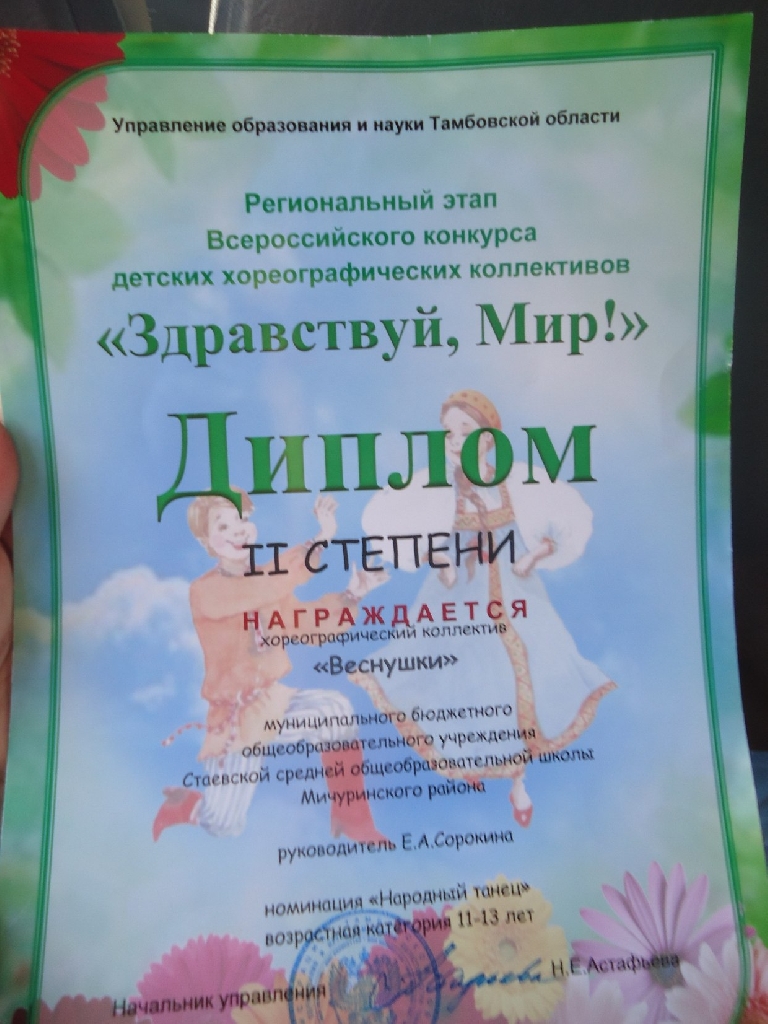 Управление образования и науки Тамбовской области
Региональный этап
Всероссийского конкурса
детских хореографических коллективов
«Здравствуй, Мир!»
Диплом
II СТЕПЕНИ
НАГРАЖДАЕТСЯ
хореографический коллектив
«Веснушки»
муниципального бюджетного
общеобразовательного учреждения
Стаевской средней общеобразовательной школы
Мичуринского района
руководитель Е.А.Сорокина
номинация «Народный танец»
возрастная категория 11-13 лет
Начальник управления Н.Е.Астафьева